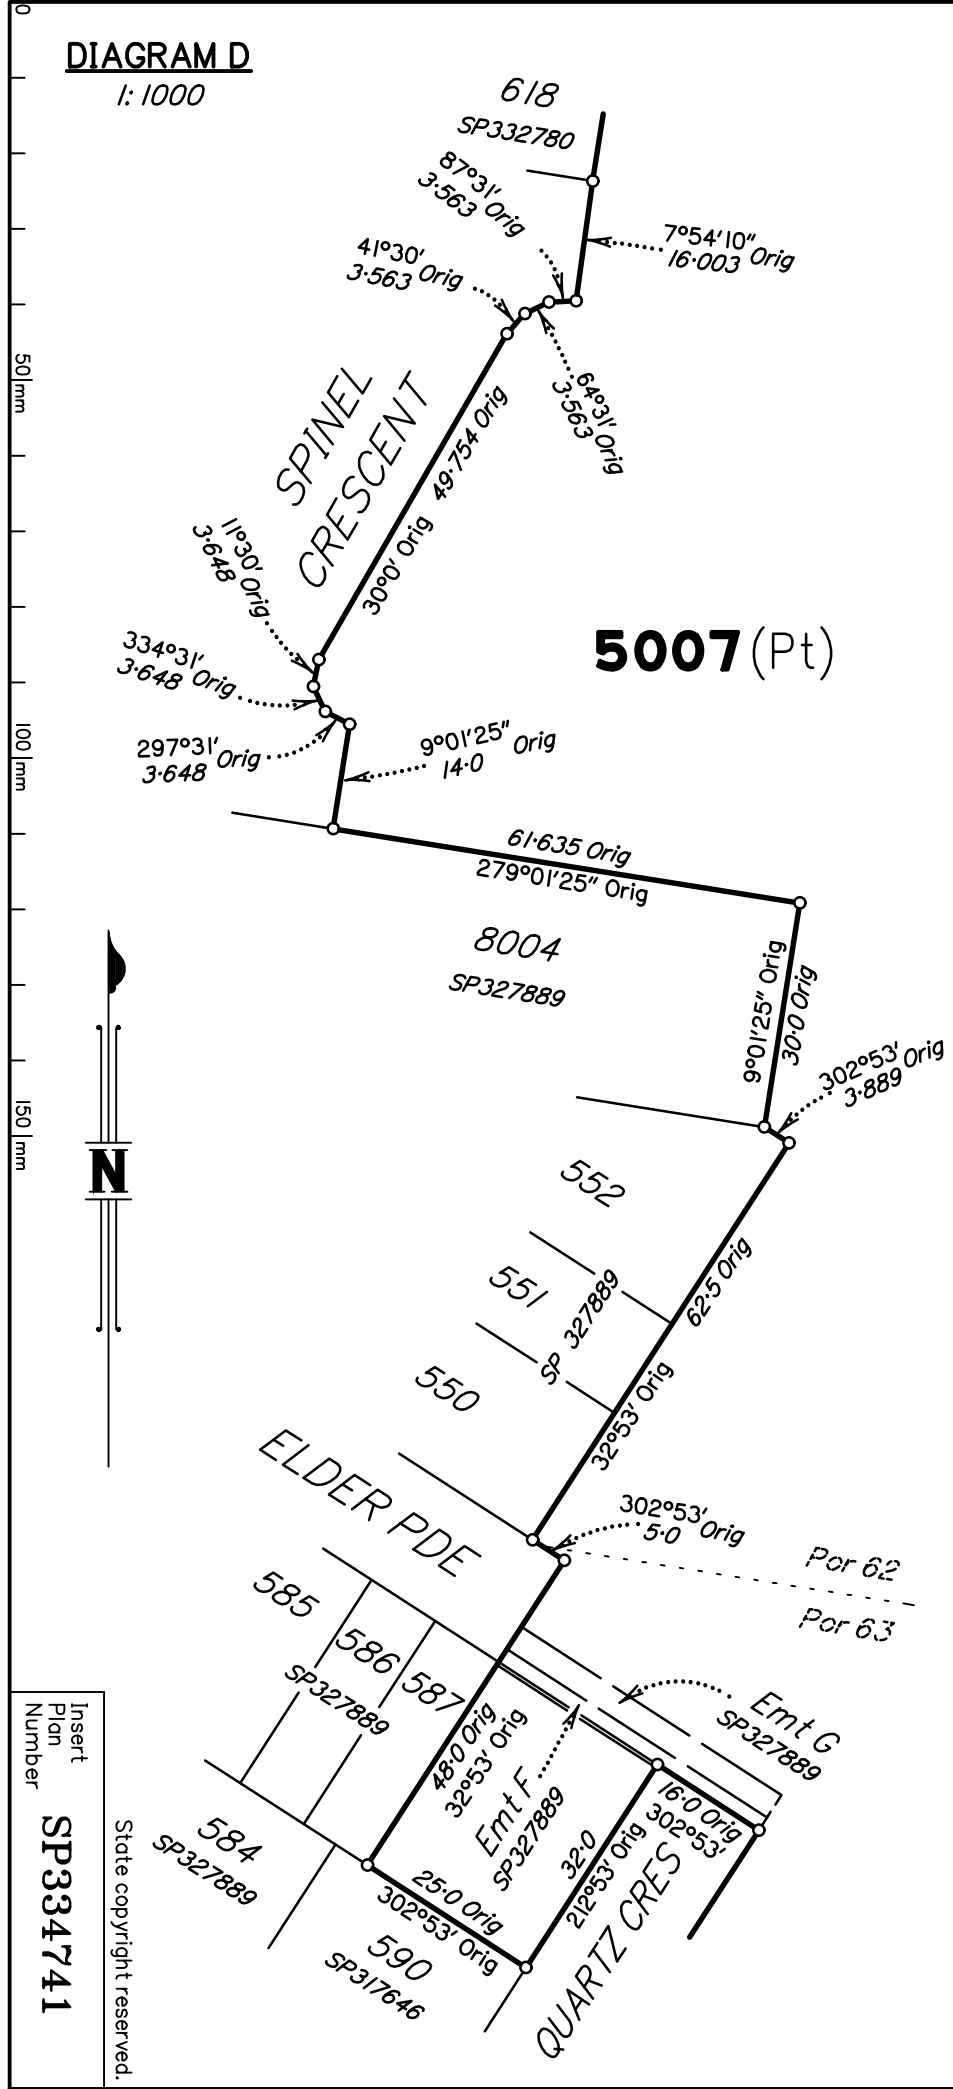 DIAGRAM D
1:1000
618
SP332780
87°31' Orig
3·563
7°54'10" Orig
16·003
41°30' Orig
3·563
64°31' Orig
3·563
SPINEL
CRESCENT
49·754 Orig
30°0' Orig
11°30' Orig
3·648
5007 (Pt)
334°31' Orig
3·648
297°31' Orig
3·648
9°01'25" Orig
14·0
61·635 Orig
279°01'25" Orig
8004
SP327889
9°01'25" Orig
30·0 Orig
302°53' Orig
3·889
552
551
550
SP 327889
62·5 Orig
32°53' Orig
ELDER PDE
302°53' Orig
5·0
Por 62
Por 63
585
586
587
SP327889
48·0 Orig
32°53' Orig
Emt G
SP327889
Emt F
SP327889
16·0 Orig
302°53'
32·0
212°53' Orig
QUARTZ CRES
584
SP327889
25·0 Orig
302°53' Orig
590
SP317646
N
0
50 mm
100 mm
150 mm
State copyright reserved.
Insert
Plan
Number
SP334741